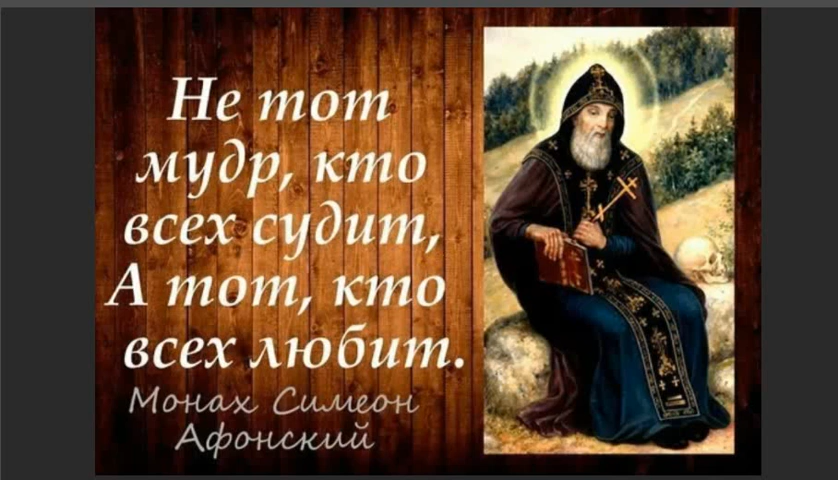 Не тот
мудр, кто
всех судит,
А тот, кто
всех любит.
Монах Симеон
Афонский